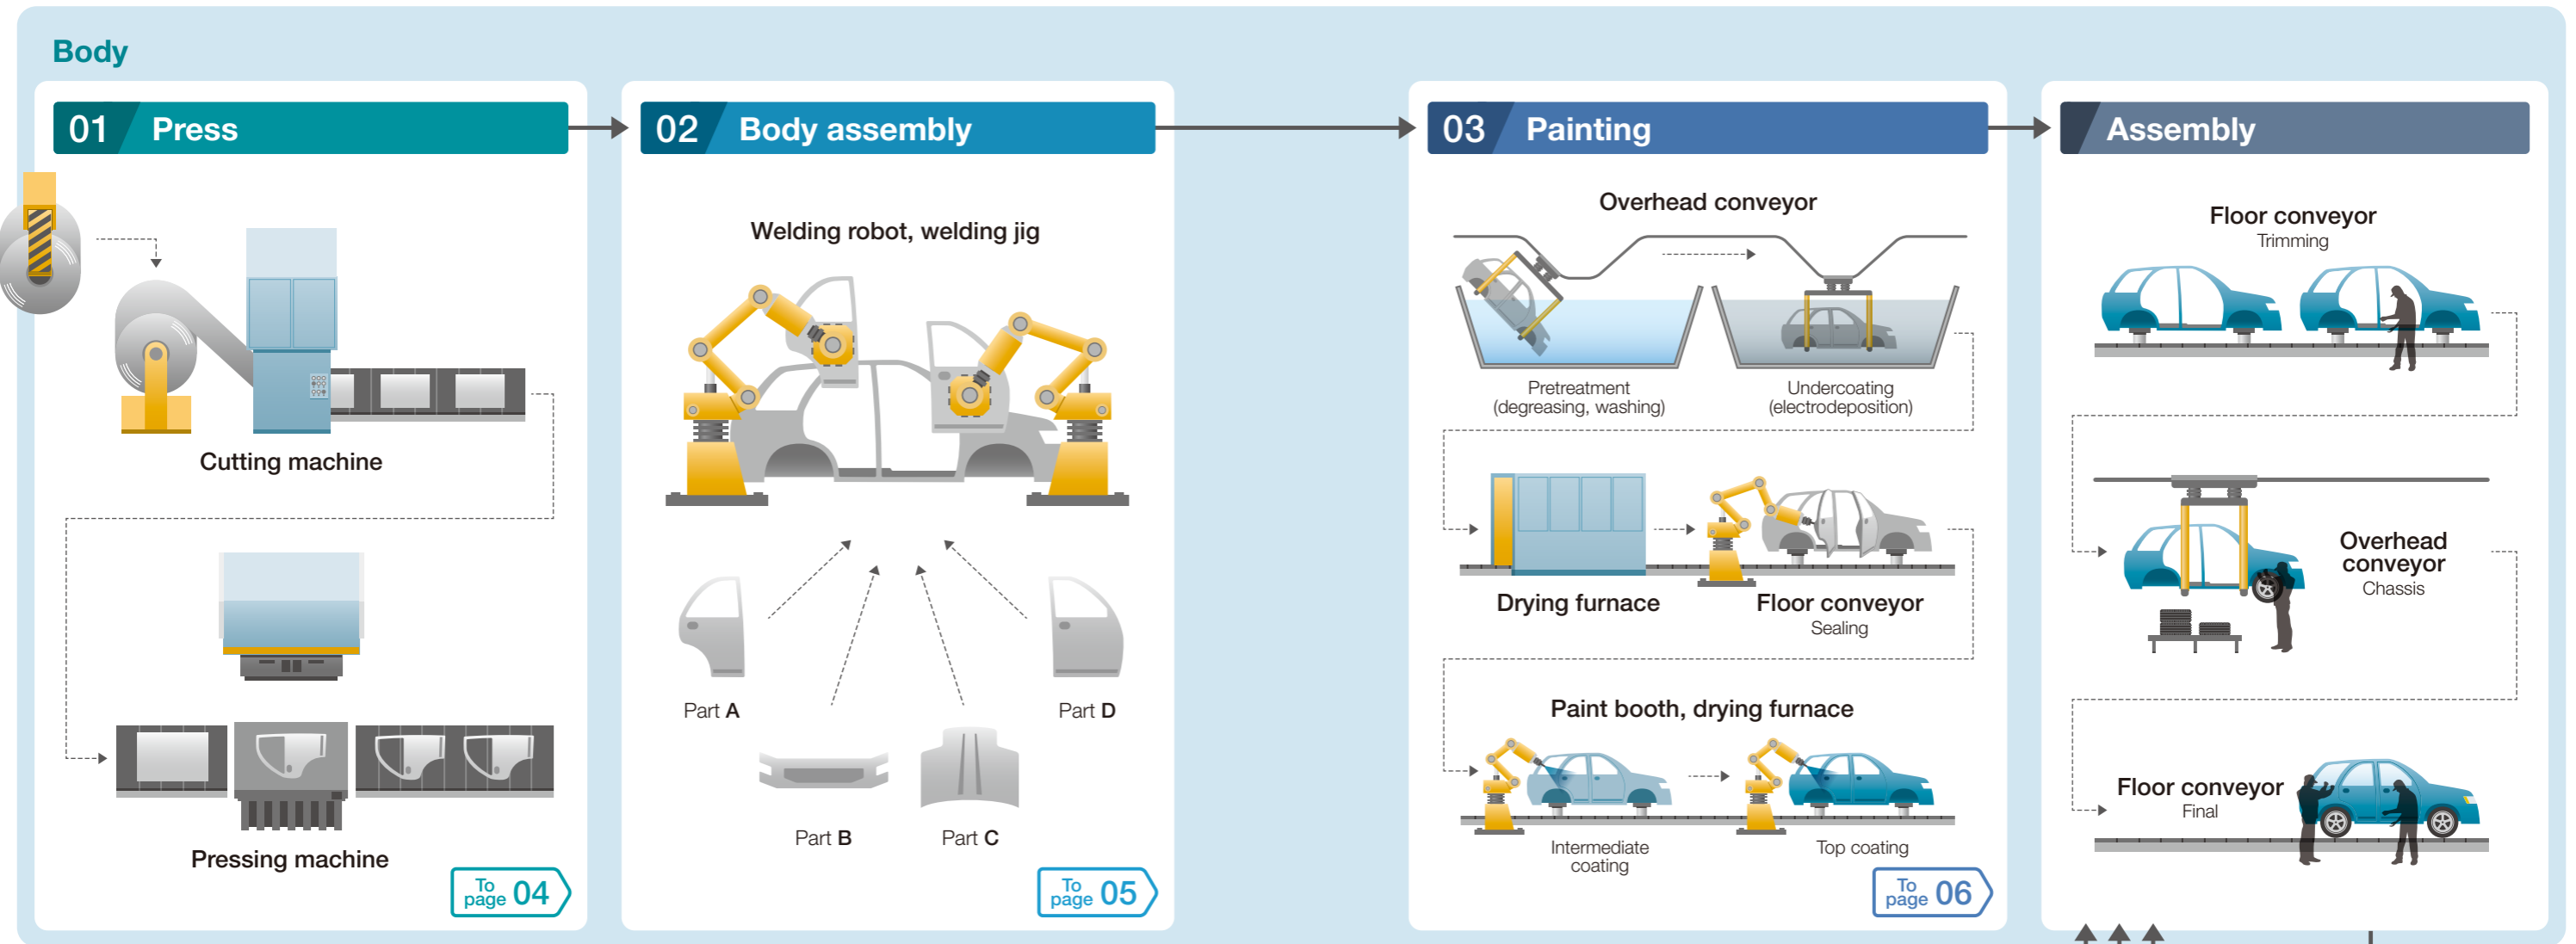 Body
01 Press
Cutting machine
Pressing machine
To page 04
02 Body assembly
Welding robot, welding jig
Part A
Part B
Part C
Part D
To page 05
03 Painting
Overhead conveyor
Pretreatment
(degreasing, washing)
Undercoating
(electrodeposition)
Drying furnace
Floor conveyor
Sealing
Paint booth, drying furnace
Intermediate
coating
Top coating
To page 06
Assembly
Floor conveyor
Trimming
Overhead
conveyor
Chassis
Floor conveyor
Final